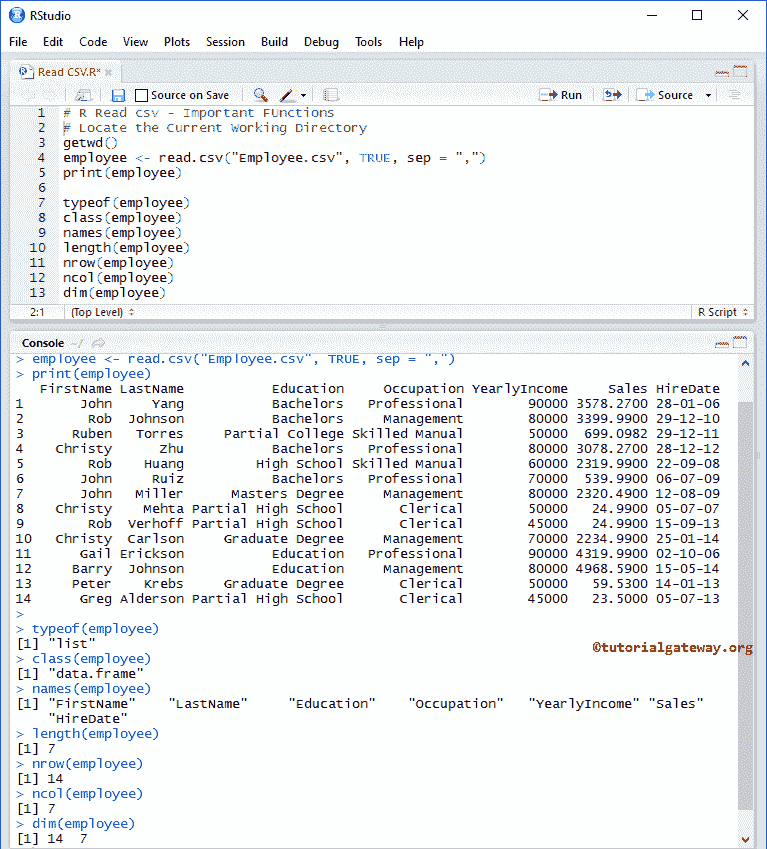 RStudio
File Edit Code View Plots Session Build Debug Tools Help
Read CSV.R*
Source on Save Run Source
1 # R Read csv - Important FUnctions
2 # Locate the Current Working Directory
3 getwd()
4 employee <- read.csv("Employee.csv", TRUE, sep = ",")
5 print(employee)
6
7 typeof(employee)
8 class(employee)
9 names(employee)
10 length(employee)
11 nrow(employee)
12 ncol(employee)
13 dim(employee)
2:1 (Top Level) R Script
Console ~/
> employee <- read.csv("Employee.csv", TRUE, sep = ",")
> print(employee)
FirstName LastName Education Occupation YearlyIncome Sales HireDate
1 John Yang Bachelors Professional 90000 3578.2700 28-01-06
2 Rob Johnson Bachelors Management 80000 3399.9900 29-12-10
3 Ruben Torres Partial College Skilled Manual 50000 699.0982 29-12-11
4 Christy Zhu Bachelors Professional 80000 3078.2700 28-12-12
5 Rob Huang High School Skilled Manual 60000 2319.9900 22-09-08
6 John Ruiz Bachelors Professional 70000 539.9900 06-07-09
7 John Miller Masters Degree Management 80000 2320.4900 12-08-09
8 Christy Mehta Partial High School Clerical 50000 24.9900 05-07-07
9 Rob Verhoff Partial High School Clerical 45000 24.9900 15-09-13
10 Christy Carlson Graduate Degree Management 70000 2234.9900 25-01-14
11 Gail Erickson Education Professional 90000 4319.9900 02-10-06
12 Barry Johnson Education Management 80000 4968.5900 15-05-14
13 Peter Krebs Graduate Degree Clerical 50000 59.5300 14-01-13
14 Greg Alderson Partial High School Clerical 45000 23.5000 05-07-13
>
> typeof(employee)
[1] "list"
©tutorialgateway.org
> class(employee)
[1] "data.frame"
> names(employee)
[1] "FirstName" "LastName" "Education" "Occupation" "YearlyIncome" "Sales"
"HireDate"
> length(employee)
[1] 7
> nrow(employee)
[1] 14
> ncol(employee)
[1] 7
> dim(employee)
[1] 14 7